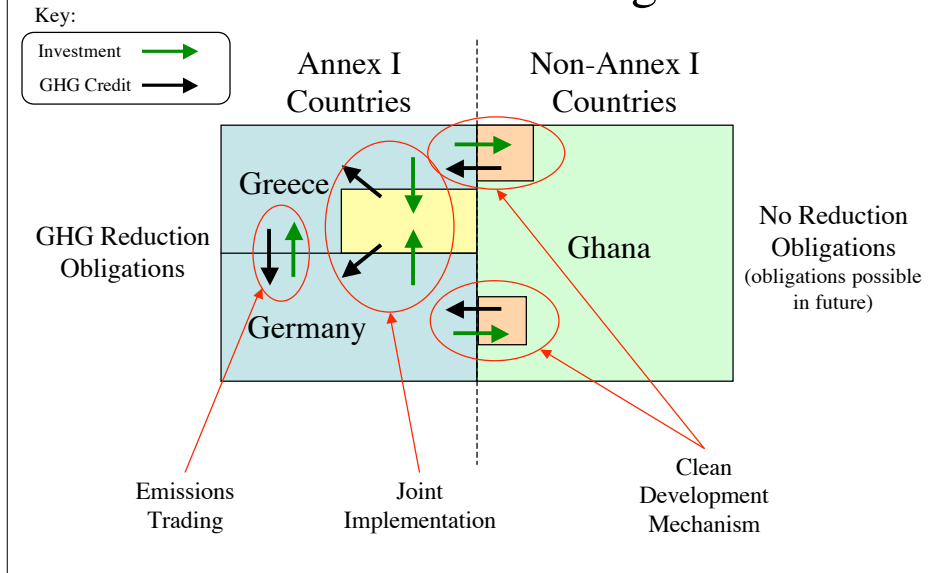 Key:
Investment
GHG Credit
Annex I
Countries
Non-Annex I
Countries
Greece
GHG Reduction
Obligations
Germany
Ghana
No Reduction
Obligations
(obligations possible
in future)
Emissions
Trading
Joint
Implementation
Clean
Development
Mechanism